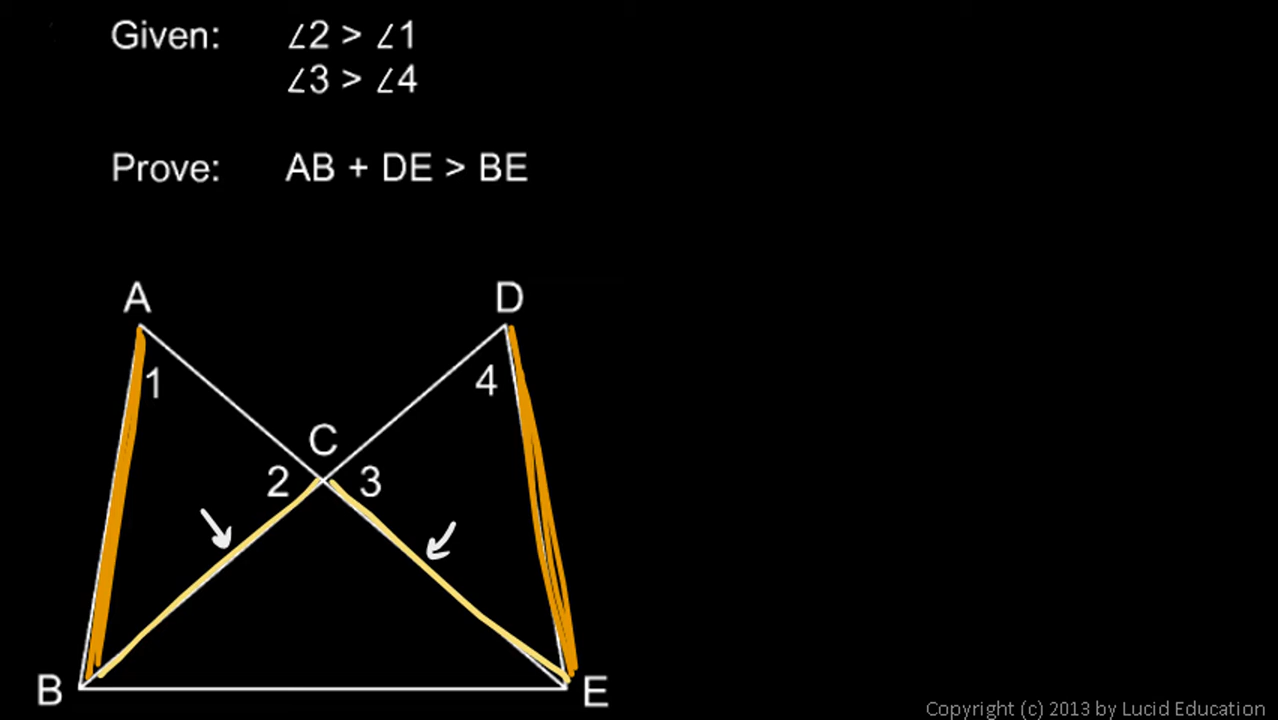 Given: ∠2 > ∠1
∠3 > ∠4
Prove: AB + DE > BE
A D
1 4
C
2 3
B E
Copyright (c) 2013 by Lucid Education